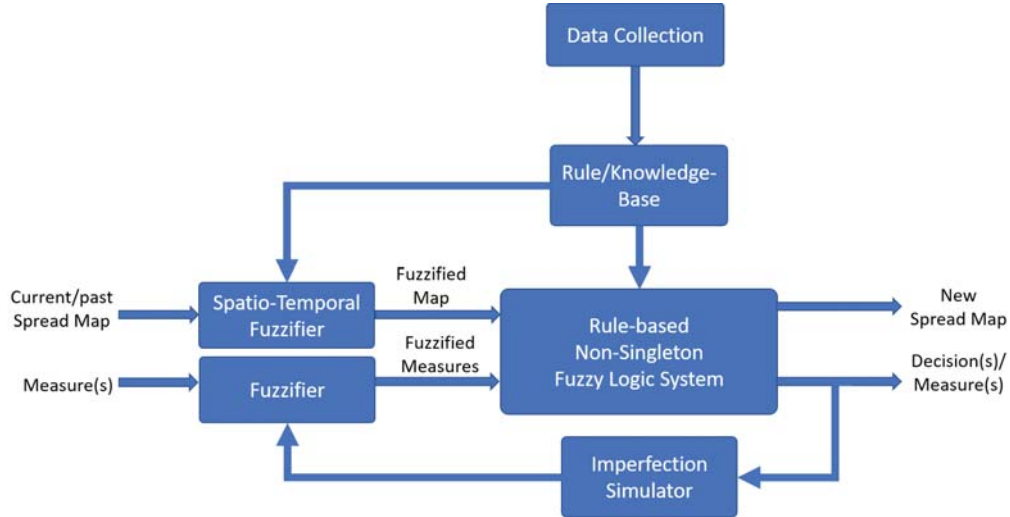 Data Collection
Rule/Knowledge-
Base
Current/past
Spread Map
Spatio-Temporal
Fuzzifier
Fuzzified
Map
Measure(s)
Fuzzifier
Fuzzified
Measures
Rule-based
Non-Singleton
Fuzzy Logic System
New
Spread Map
Decision(s)/
Measure(s)
Imperfection
Simulator